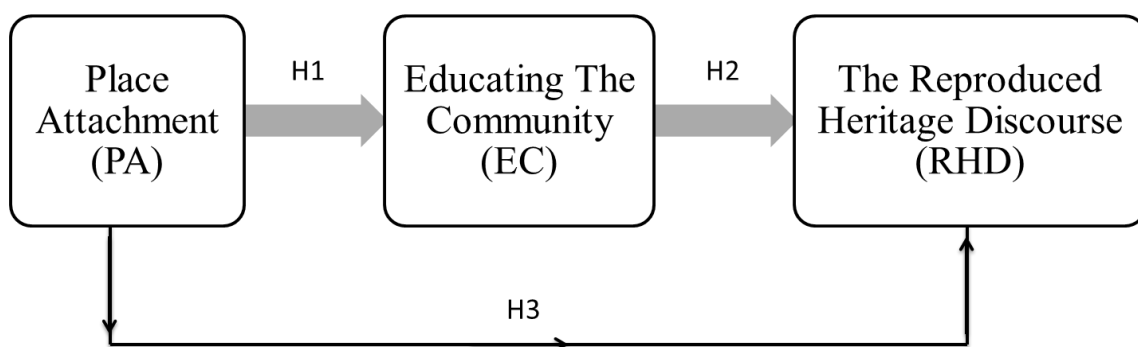 Place
Attachment
(PA)
H1
Educating The
Community
(EC)
H2
The Reproduced
Heritage Discourse
(RHD)
H3